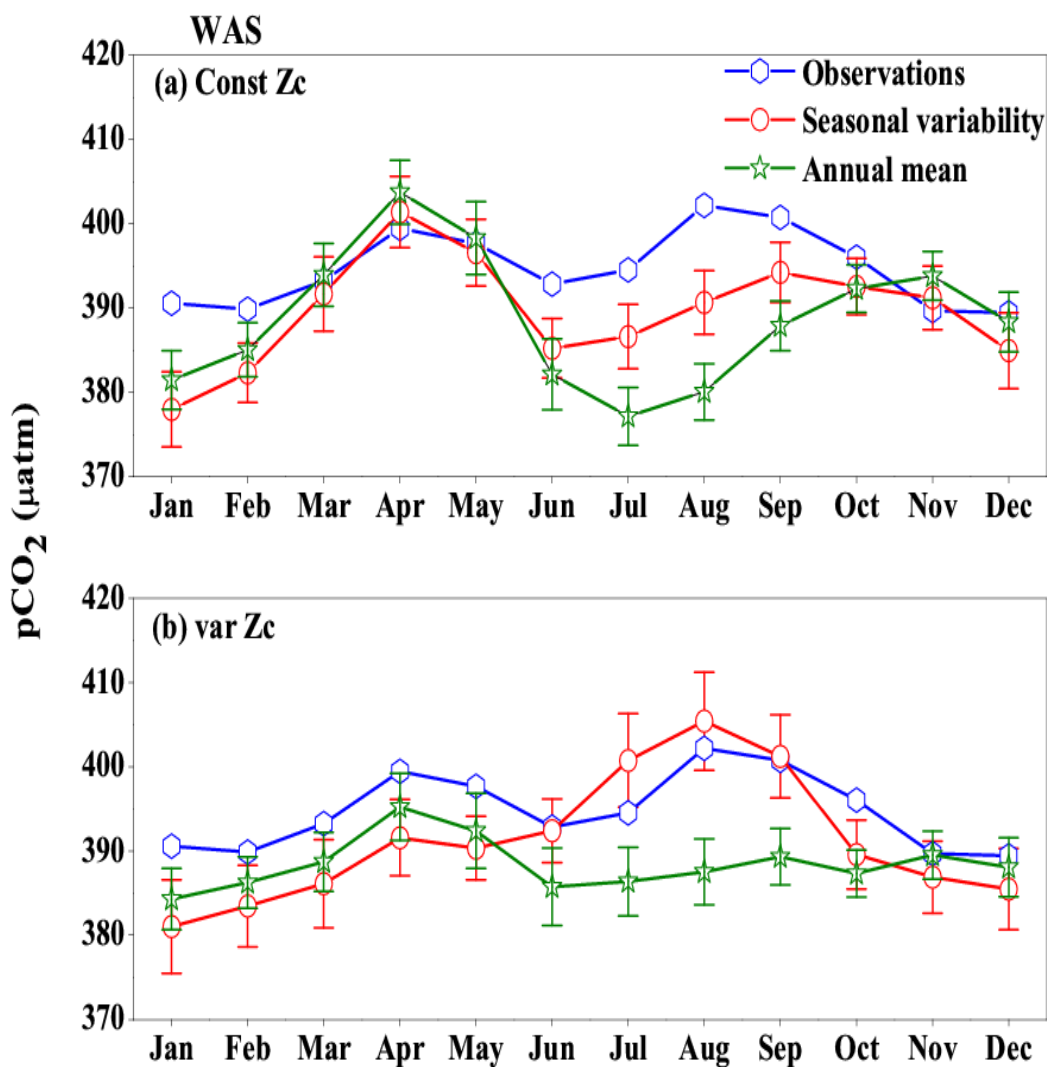 WAS
420
(a) Const Zc
Observations
Seasonal variability
Annual mean
410
400
390
380
370
Jan Feb Mar Apr May Jun Jul Aug Sep Oct Nov Dec
pCO2 (µatm)
420
(b) var Zc
410
400
390
380
370
Jan Feb Mar Apr May Jun Jul Aug Sep Oct Nov Dec